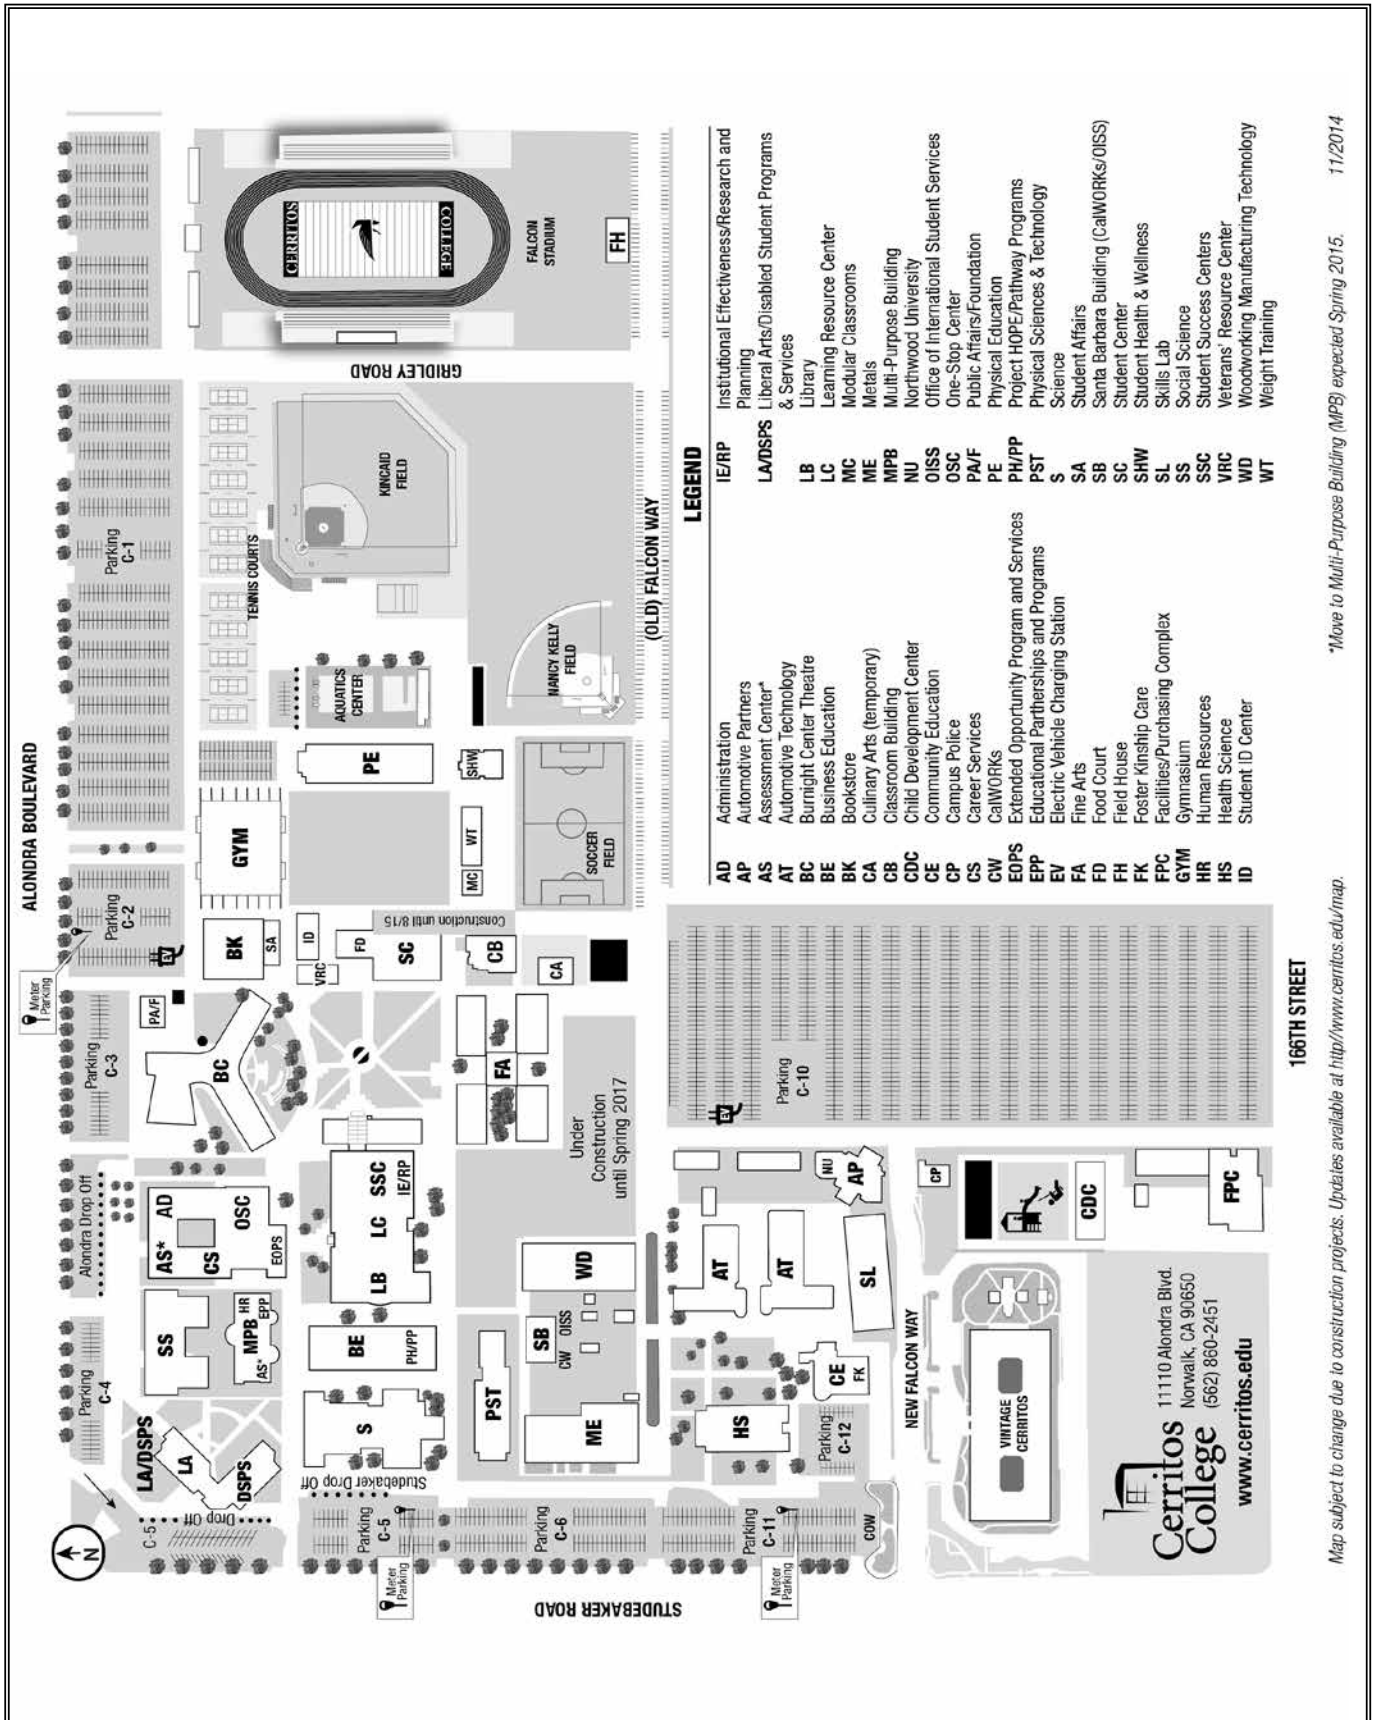 ALONDRA BOULEVARD
Meter
Parking
N
C-5
Drop Off
Parking
C-4
Alondra Drop Off
Parking
C-3
Parking
C-2
EV
Parking
C-1
LA/DSPS
LA
DSPS
SS
AS*
MPB
HR
EPP
AS*
AD
CS
OSC
EOPS
BC
PA/F
BK
SA
GYM
TENNIS COURTS
GRIDLEY ROAD
CERRITOS
COLLEGE
FALCON
STADIUM
FH
Studebaker Drop Off
S
BE
PH/PP
LB
LC
SSC
IE/RP
VRC
ID
FD
SC
Construction until 8/15
PE
AQUATICS
CENTER
KINCAID
FIELD
Parking
C-5
Meter
Parking
Parking
C-6
PST
ME
SB
CW
OISS
WD
FA
Under
Construction
until Spring 2017
CB
CA
MC
WT
SHW
SOCCER
FIELD
NANCY KELLY
FIELD
(OLD) FALCON WAY
STUDEBAKER ROAD
Parking
C-11
Meter
Parking
COW
HS
Parking
C-12
CE
FK
AT
AT
SL
NU
AP
EV
Parking
C-10
NEW FALCON WAY
VINTAGE
CERRITOS
CP
CDC
FPC
166TH STREET
LEGEND
AD Administration
AP Automotive Partners
AS Assessment Center*
AT Automotive Technology
BC Burnight Center Theatre
BE Business Education
BK Bookstore
CA Culinary Arts (temporary)
CB Classroom Building
CDC Child Development Center
CE Community Education
CP Campus Police
CS Career Services
CW CalWORKs
EOPS Extended Opportunity Program and Services
EPP Educational Partnerships and Programs
EV Electric Vehicle Charging Station
FA Fine Arts
FD Food Court
FH Field House
FK Foster Kinship Care
FPC Facilities/Purchasing Complex
GYM Gymnasium
HR Human Resources
HS Health Science
ID Student ID Center
IE/RP Institutional Effectiveness/Research and
Planning
LA/DSPS Liberal Arts/Disabled Student Programs
& Services
LB Library
LC Learning Resource Center
MC Modular Classrooms
ME Metals
MPB Multi-Purpose Building
NU Northwood University
OISS Office of International Student Services
OSC One-Stop Center
PA/F Public Affairs/Foundation
PE Physical Education
PH/PP Project HOPE/Pathway Programs
PST Physical Sciences & Technology
S Science
SA Student Affairs
SB Santa Barbara Building (CalWORKs/OISS)
SC Student Center
SHW Student Health & Wellness
SL Skills Lab
SS Social Science
SSC Student Success Centers
VRC Veterans' Resource Center
WD Woodworking Manufacturing Technology
WT Weight Training
Cerritos
College
11110 Alondra Blvd.
Norwalk, CA 90650
(562) 860-2451
www.cerritos.edu
Map subject to change due to construction projects. Updates available at http//www.cerritos.edu/map.
*Move to Multi-Purpose Building (MPB) expected Spring 2015.
11/2014